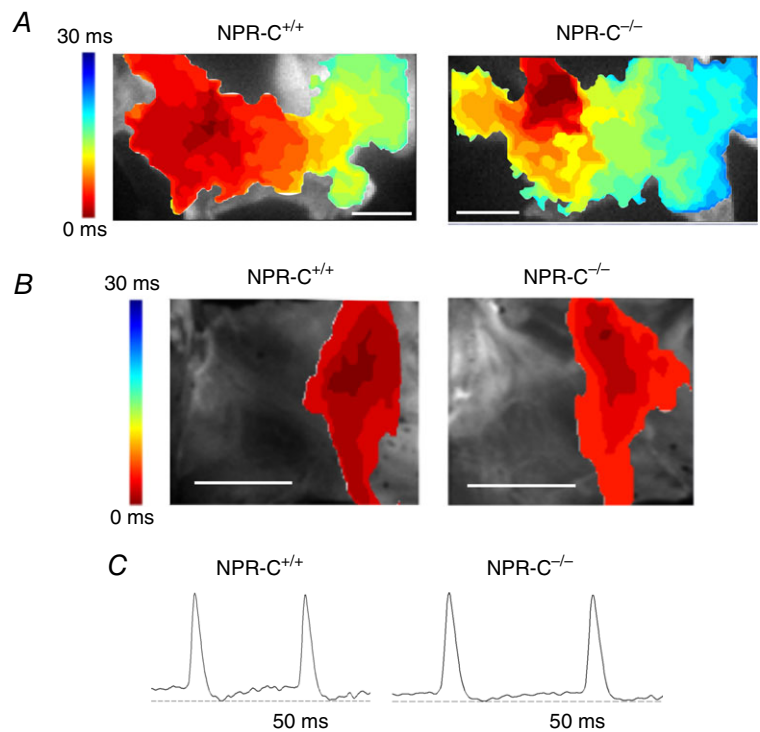 A
NPR-C+/+
NPR-C−/−
30 ms
0 ms
B
NPR-C+/+
NPR-C−/−
30 ms
0 ms
C
NPR-C+/+
NPR-C−/−
50 ms
50 ms